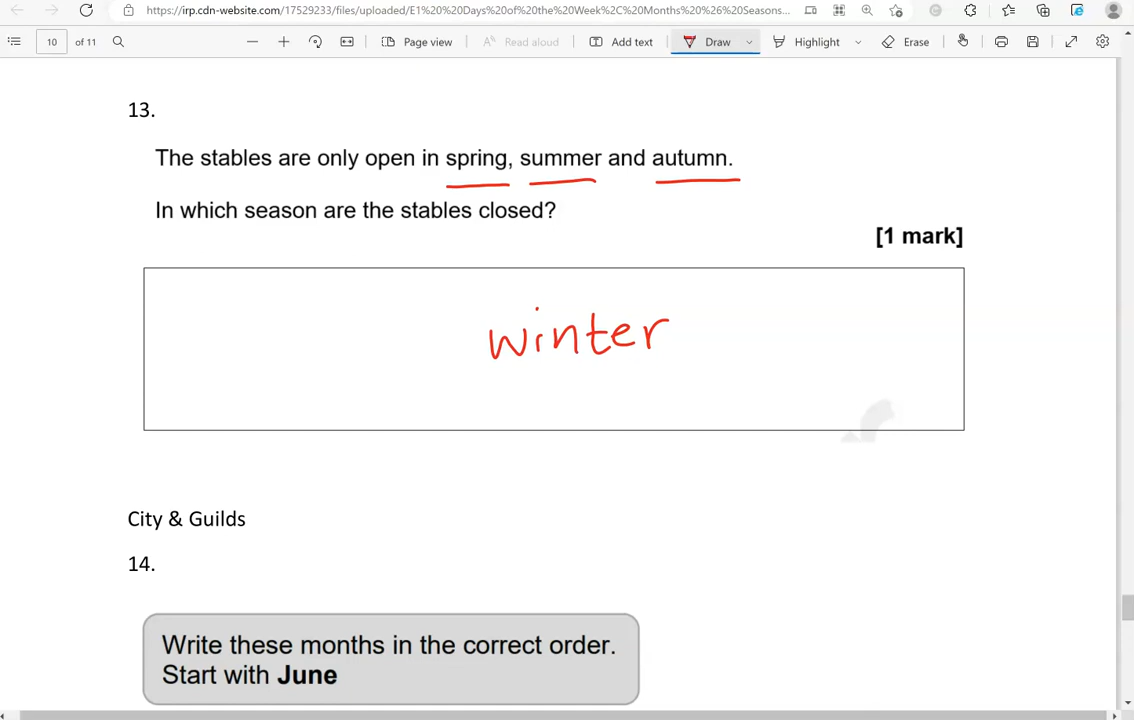 https://irp.cdn-website.com/17529233/files/uploaded/E1%20%20Days%20of%20the%20Week%2C%20Months%20%26%20Seasons...
10 of 11
Page view
Read aloud
Add text
Draw
Highlight
Erase
13.
The stables are only open in spring, summer and autumn.
In which season are the stables closed?
[1 mark]
winter
City & Guilds
14.
Write these months in the correct order.
Start with June